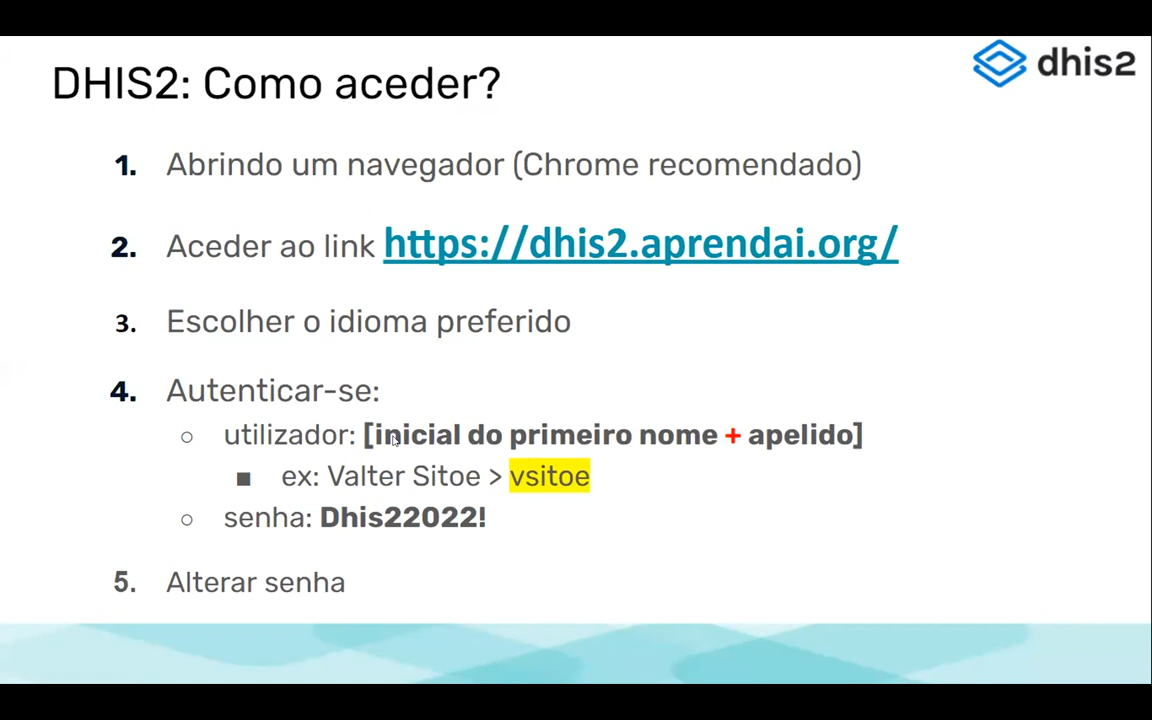 dhis2
DHIS2: Como aceder?
1. Abrindo um navegador (Chrome recomendado)
2. Aceder ao link https://dhis2.aprendai.org/
3. Escolher o idioma preferido
4. Autenticar-se:
○ utilizador: [inicial do primeiro nome + apelido]
■ ex: Valter Sitoe > vsitoe
○ senha: Dhis22022!
5. Alterar senha